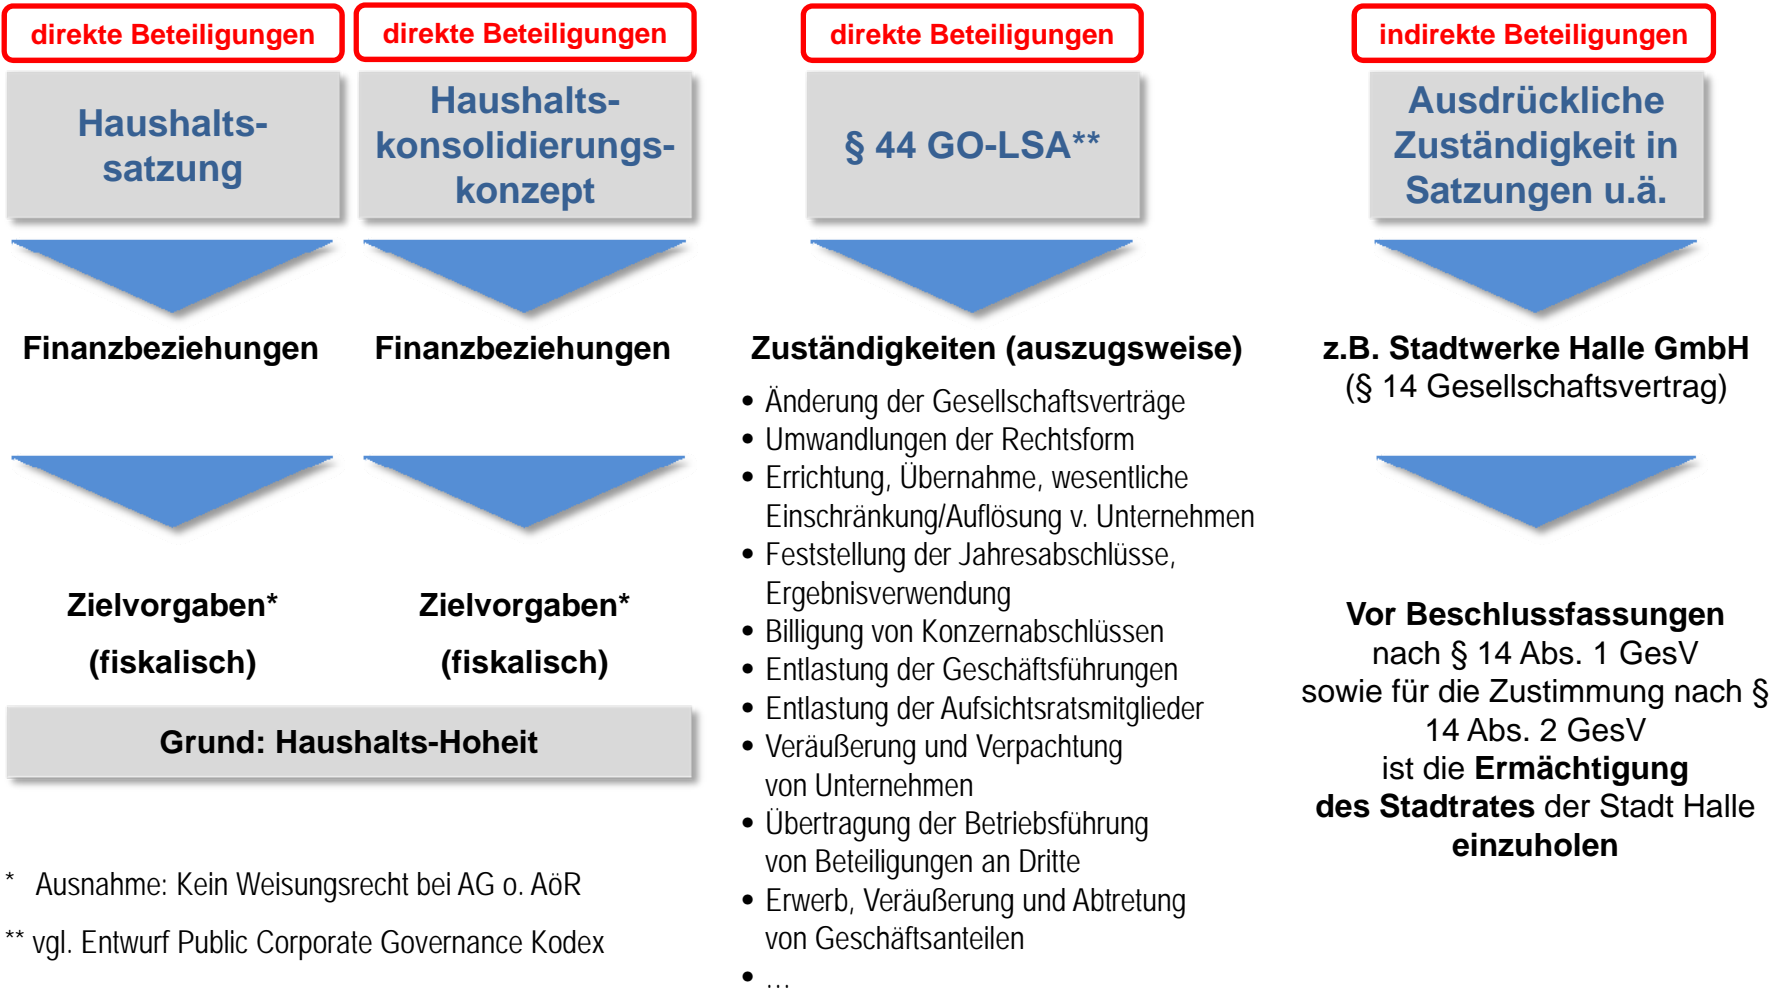 direkte Beteiligungen
Haushalts-
satzung
Finanzbeziehungen
Zielvorgaben*
(fiskalisch)
direkte Beteiligungen
Haushalts-
konsolidierungs-
konzept
Finanzbeziehungen
Zielvorgaben*
(fiskalisch)
Grund: Haushalts-Hoheit
* Ausnahme: Kein Weisungsrecht bei AG o. AöR
** vgl. Entwurf Public Corporate Governance Kodex
direkte Beteiligungen
§ 44 GO-LSA**
Zuständigkeiten (auszugsweise)
• Änderung der Gesellschaftsverträge
• Umwandlungen der Rechtsform
• Errichtung, Übernahme, wesentliche
Einschränkung/Auflösung v. Unternehmen
• Feststellung der Jahresabschlüsse,
Ergebnisverwendung
• Billigung von Konzernabschlüssen
• Entlastung der Geschäftsführungen
• Entlastung der Aufsichtsratsmitglieder
• Veräußerung und Verpachtung
von Unternehmen
• Übertragung der Betriebsführung
von Beteiligungen an Dritte
• Erwerb, Veräußerung und Abtretung
von Geschäftsanteilen
• ...
indirekte Beteiligungen
Ausdrückliche
Zuständigkeit in
Satzungen u.ä.
z.B. Stadtwerke Halle GmbH
(§ 14 Gesellschaftsvertrag)
Vor Beschlussfassungen
nach § 14 Abs. 1 GesV
sowie für die Zustimmung nach §
14 Abs. 2 GesV
ist die Ermächtigung
des Stadtrates der Stadt Halle
einzuholen